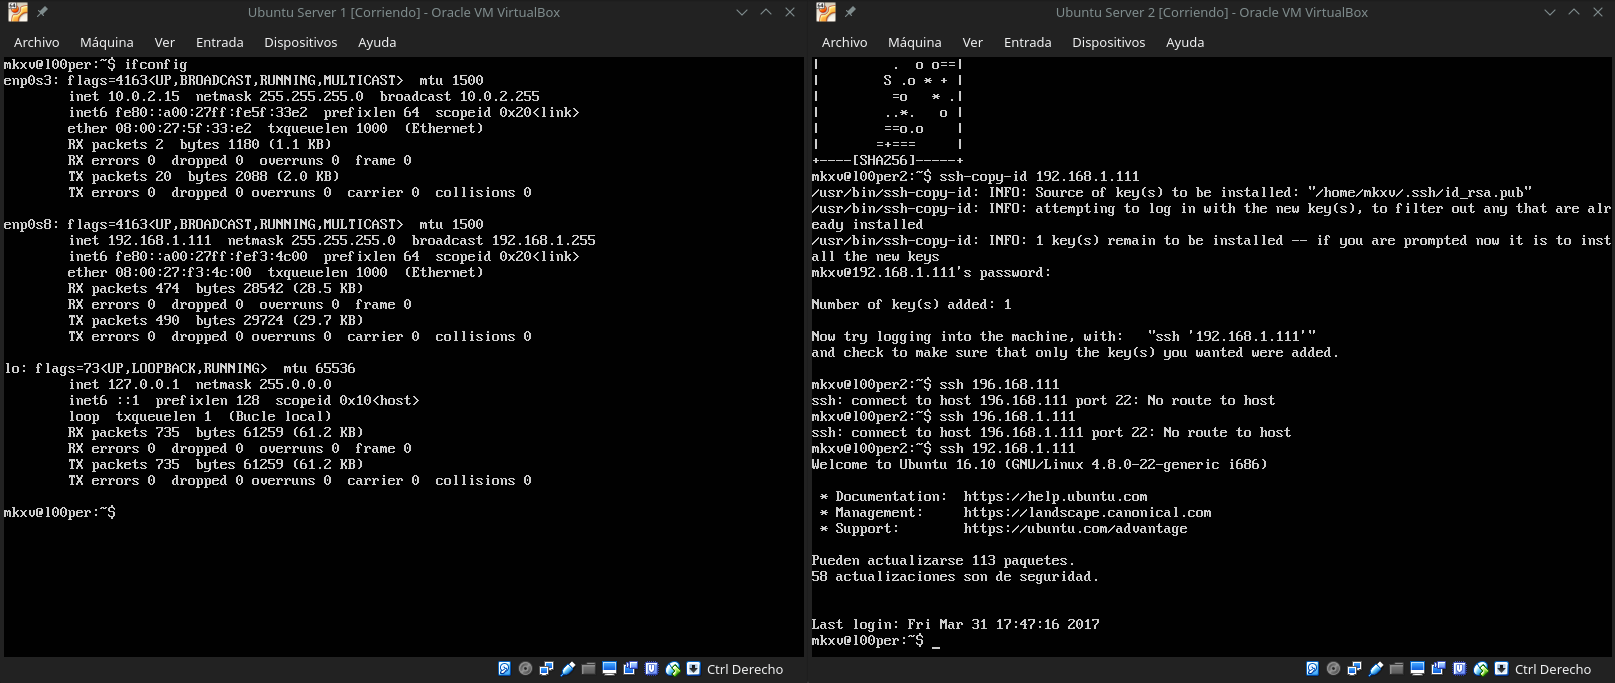 Ubuntu Server 1 [Corriendo] - Oracle VM VirtualBox
Archivo Máquina Ver Entrada Dispositivos Ayuda
mkxv@l00per:~$ ifconfig
enp0s3: flags=4163<UP,BROADCAST,RUNNING,MULTICAST>  mtu 1500
        inet 10.0.2.15  netmask 255.255.255.0  broadcast 10.0.2.255
        inet6 fe80::a00:27ff:fe5f:33e2  prefixlen 64  scopeid 0x20<link>
        ether 08:00:27:5f:33:e2  txqueuelen 1000  (Ethernet)
        RX packets 2  bytes 1180 (1.1 KB)
        RX errors 0  dropped 0  overruns 0  frame 0
        TX packets 20  bytes 2088 (2.0 KB)
        TX errors 0  dropped 0 overruns 0  carrier 0  collisions 0
enp0s8: flags=4163<UP,BROADCAST,RUNNING,MULTICAST>  mtu 1500
        inet 192.168.1.111  netmask 255.255.255.0  broadcast 192.168.1.255
        inet6 fe80::a00:27ff:fef3:4c00  prefixlen 64  scopeid 0x20<link>
        ether 08:00:27:f3:4c:00  txqueuelen 1000  (Ethernet)
        RX packets 474  bytes 28542 (28.5 KB)
        RX errors 0  dropped 0  overruns 0  frame 0
        TX packets 490  bytes 29724 (29.7 KB)
        TX errors 0  dropped 0 overruns 0  carrier 0  collisions 0
lo: flags=73<UP,LOOPBACK,RUNNING>  mtu 65536
        inet 127.0.0.1  netmask 255.0.0.0
        inet6 ::1  prefixlen 128  scopeid 0x10<host>
        loop  txqueuelen 1  (Bucle local)
        RX packets 735  bytes 61259 (61.2 KB)
        RX errors 0  dropped 0  overruns 0  frame 0
        TX packets 735  bytes 61259 (61.2 KB)
        TX errors 0  dropped 0 overruns 0  carrier 0  collisions 0
mkxv@l00per:~$
Ctrl Derecho
Ubuntu Server 2 [Corriendo] - Oracle VM VirtualBox
Archivo Máquina Ver Entrada Dispositivos Ayuda
|         .  o o==|
|        S .o * + |
|         =o   * .|
|        ..*.   o |
|        ==o.o    |
|       =+===     |
+----[SHA256]-----+
mkxv@l00per2:~$ ssh-copy-id 192.168.1.111
/usr/bin/ssh-copy-id: INFO: Source of key(s) to be installed: "/home/mkxv/.ssh/id_rsa.pub"
/usr/bin/ssh-copy-id: INFO: attempting to log in with the new key(s), to filter out any that are alr
eady installed
/usr/bin/ssh-copy-id: INFO: 1 key(s) remain to be installed -- if you are prompted now it is to inst
all the new keys
mkxv@192.168.1.111's password:
Number of key(s) added: 1
Now try logging into the machine, with:   "ssh '192.168.1.111'"
and check to make sure that only the key(s) you wanted were added.
mkxv@l00per2:~$ ssh 196.168.111
ssh: connect to host 196.168.111 port 22: No route to host
mkxv@l00per2:~$ ssh 196.168.1.111
ssh: connect to host 196.168.1.111 port 22: No route to host
mkxv@l00per2:~$ ssh 192.168.1.111
Welcome to Ubuntu 16.10 (GNU/Linux 4.8.0-22-generic i686)
 * Documentation:  https://help.ubuntu.com
 * Management:     https://landscape.canonical.com
 * Support:        https://ubuntu.com/advantage
Pueden actualizarse 113 paquetes.
58 actualizaciones son de seguridad.
Last login: Fri Mar 31 17:47:16 2017
mkxv@l00per:~$ _
Ctrl Derecho